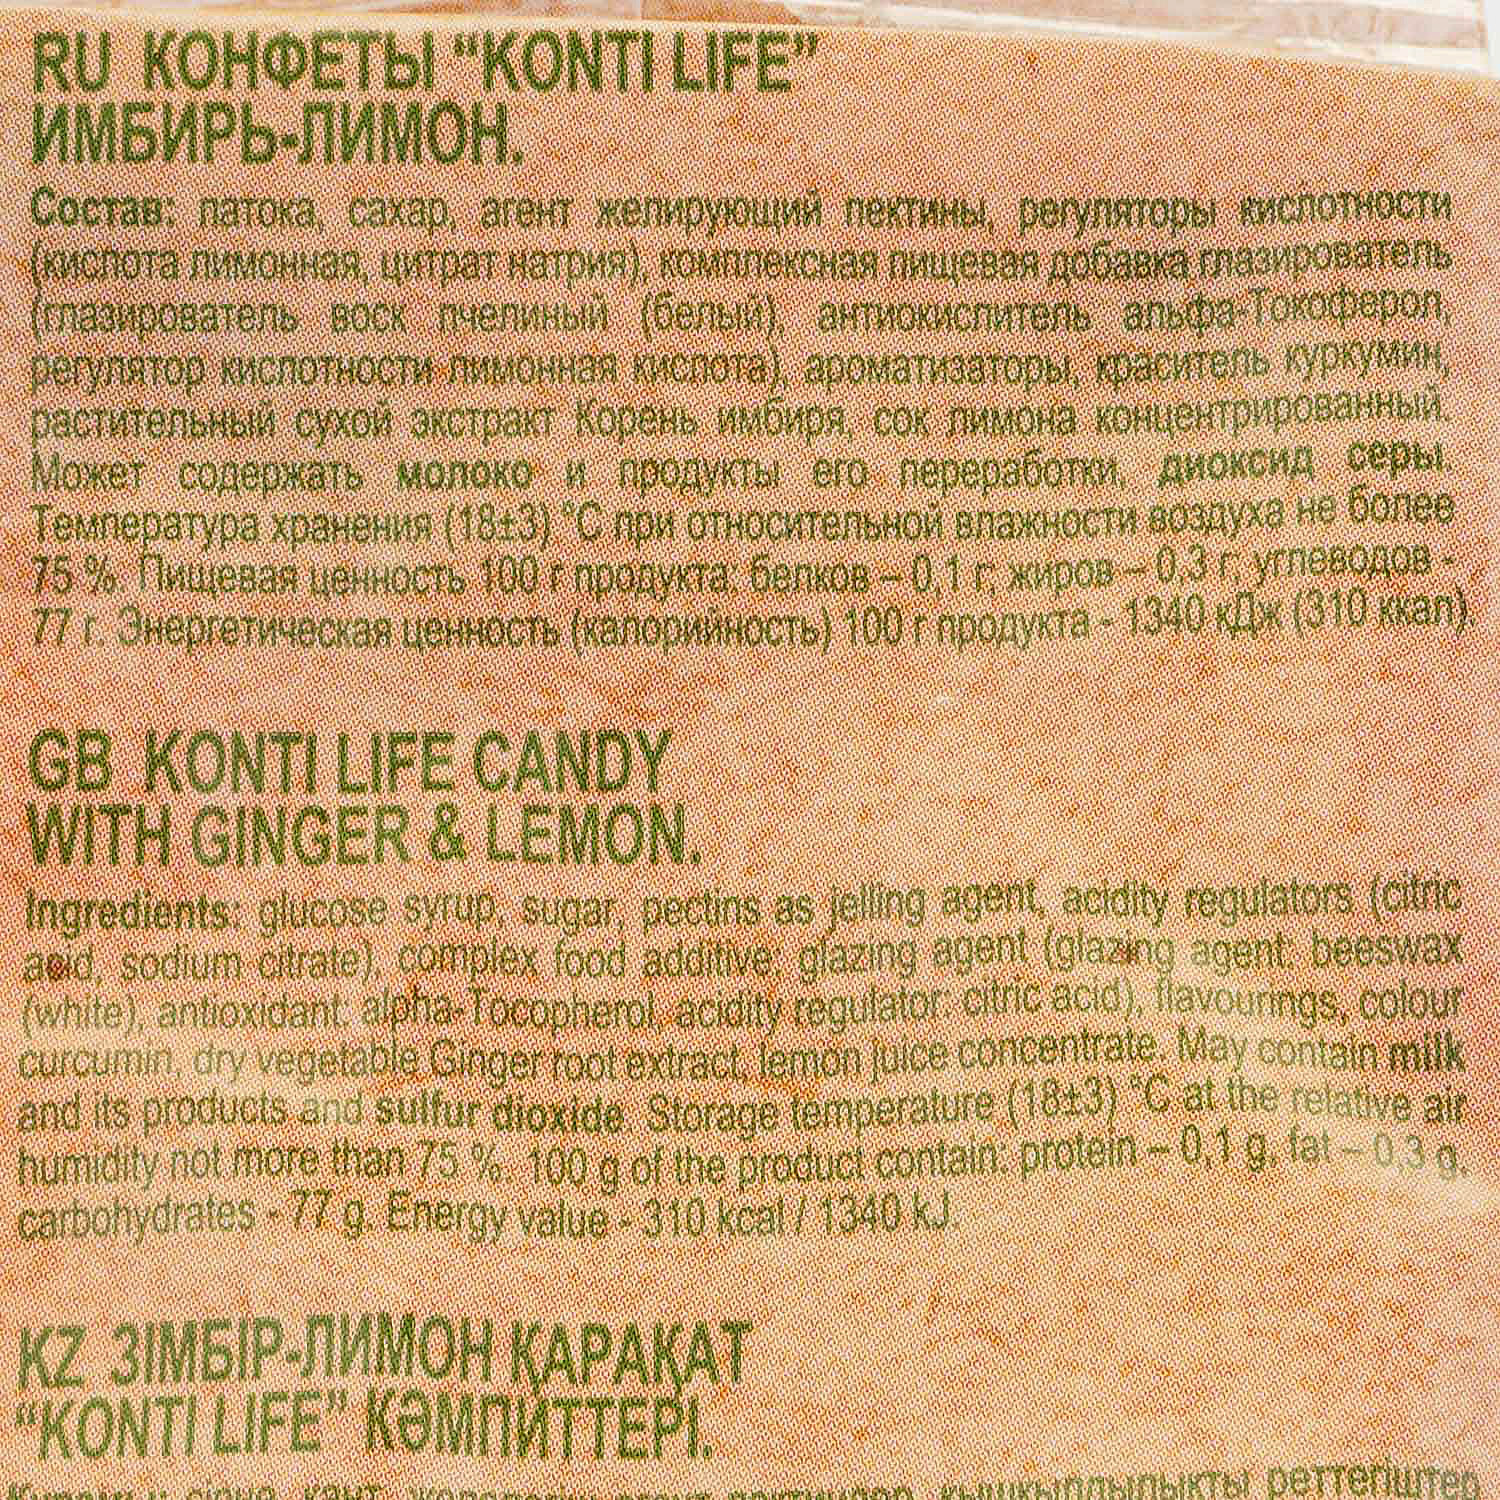 RU КОНФЕТЫ “KONTI LIFE”
ИМБИРЬ-ЛИМОН.
Состав: патока, сахар, агент желирующий пектины, регуляторы кислотности
(кислота лимонная, цитрат натрия), комплексная пищевая добавка глазирователь
(глазирователь воск пчелиный (белый), антиокислитель альфа-Токоферол,
регулятор кислотности лимонная кислота), ароматизаторы, краситель куркумин,
растительный сухой экстракт Корень имбиря, сок лимона концентрированный.
Может содержать молоко и продукты его переработки, диоксид серы.
Температура хранения (18±3) °С при относительной влажности воздуха не более
75 %. Пищевая ценность 100 г продукта: белков – 0,1 г, жиров – 0,3 г, углеводов -
77 г. Энергетическая ценность (калорийность) 100 г продукта - 1340 кДж (310 ккал).
GB KONTI LIFE CANDY
WITH GINGER & LEMON.
Ingredients: glucose syrup, sugar, pectins as jelling agent, acidity regulators (citric
acid, sodium citrate), complex food additive: glazing agent (glazing agent: beeswax
(white), antioxidant: alpha-Tocopherol, acidity regulator: citric acid), flavourings, colour
curcumin, dry vegetable Ginger root extract, lemon juice concentrate. May contain milk
and its products and sulfur dioxide. Storage temperature (18±3) °C at the relative air
humidity not more than 75 %. 100 g of the product contain: protein – 0,1 g, fat – 0,3 g,
carbohydrates - 77 g. Energy value - 310 kcal / 1340 kJ.
KZ ЗІМБІР-ЛИМОН ҚАРАҚАТ
“KONTI LIFE” КӘМПИТТЕРІ.
қышқылдылықты реттегіштер